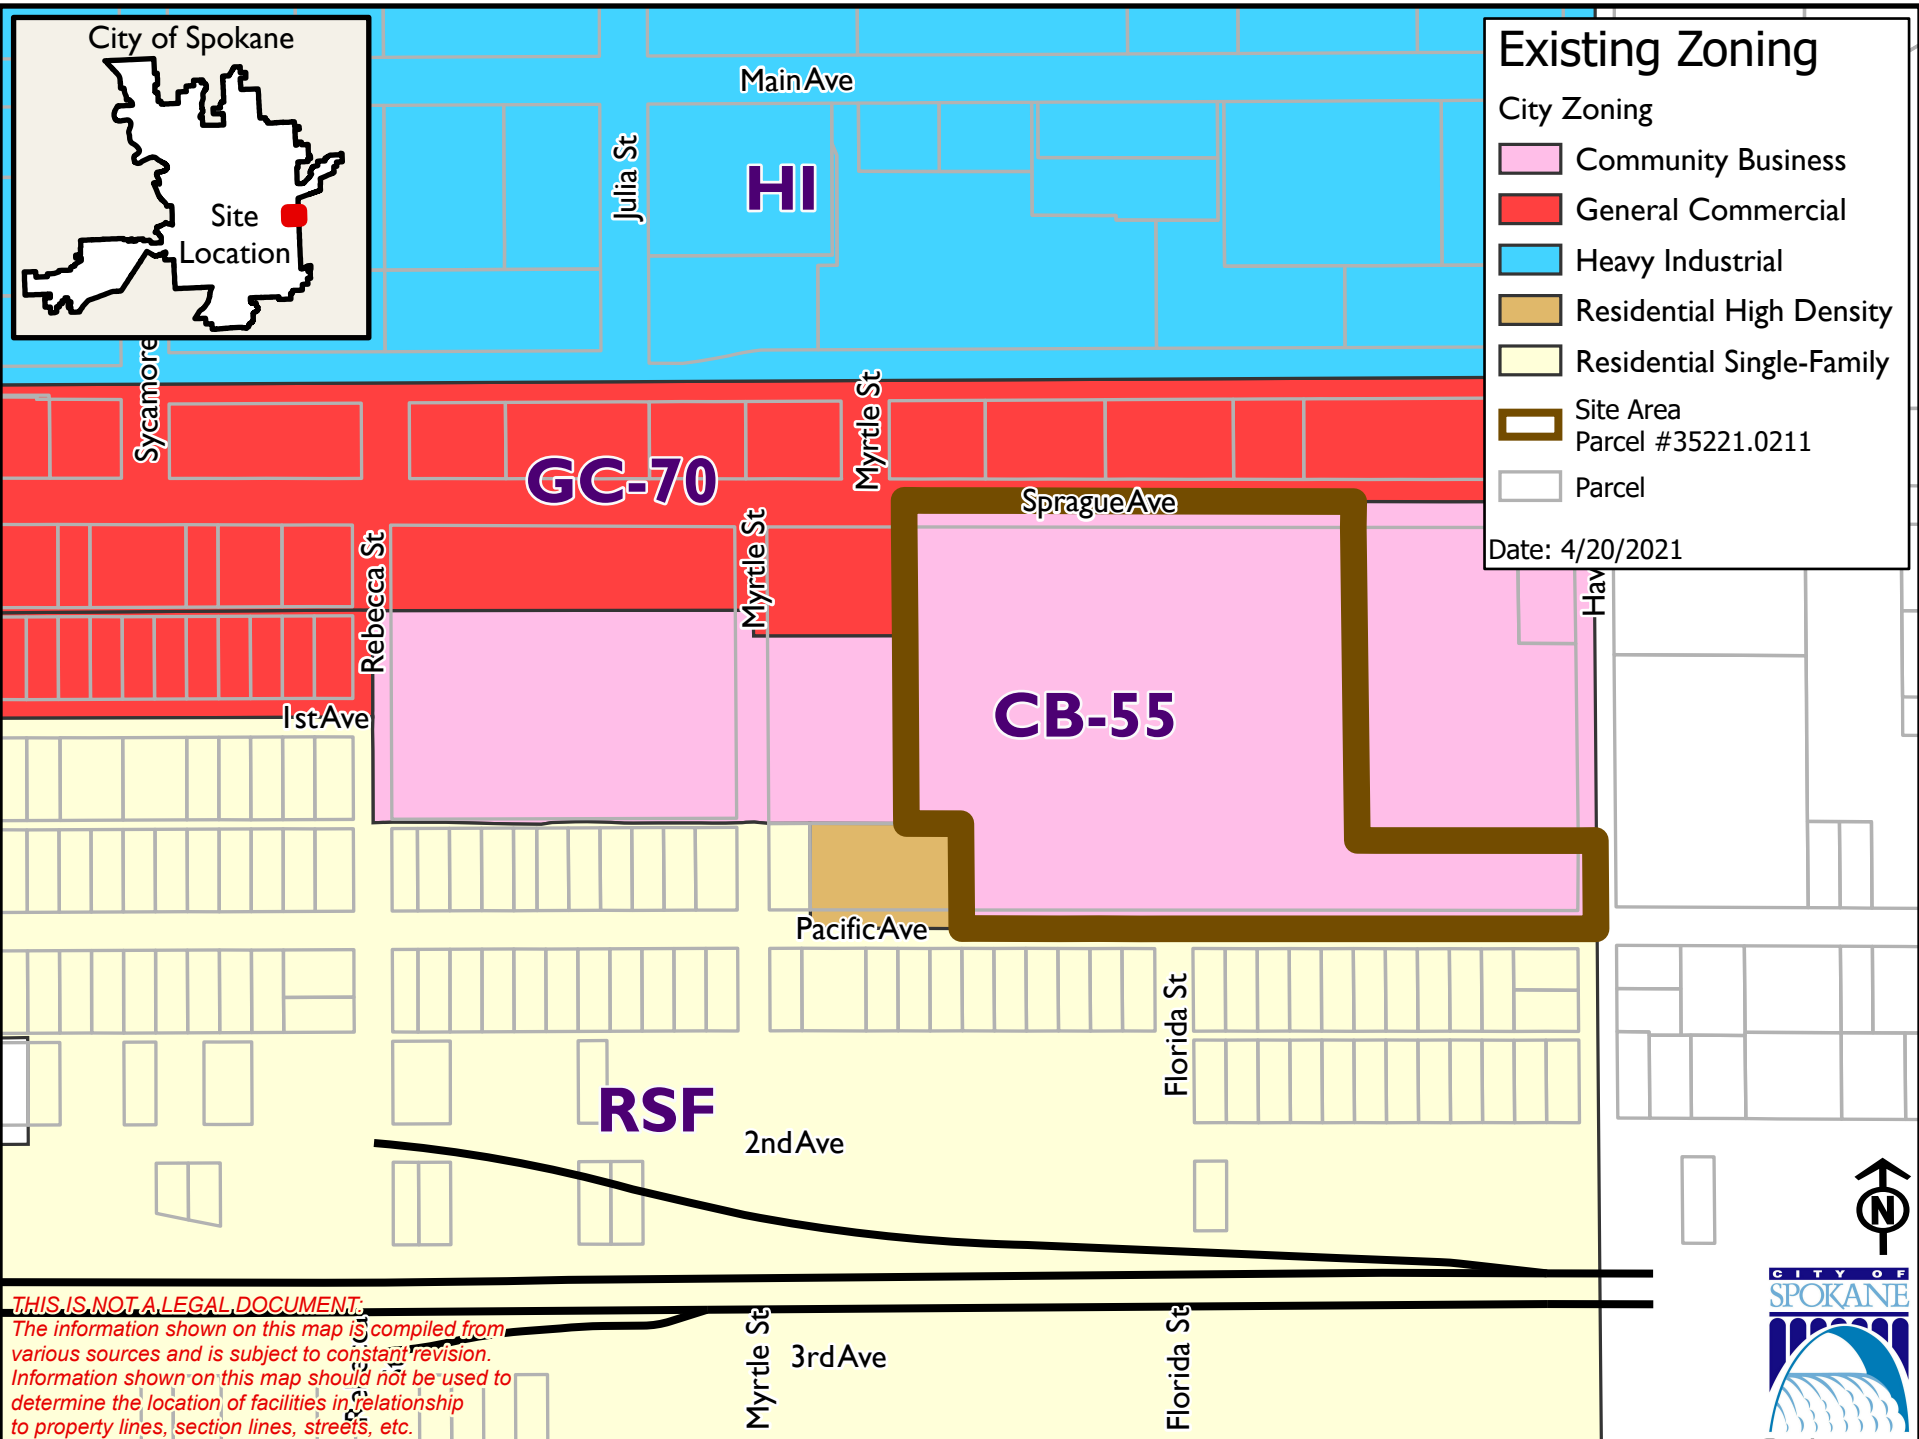 City of Spokane
Site
Location
Existing Zoning
City Zoning
Community Business
General Commercial
Heavy Industrial
Residential High Density
Residential Single-Family
Site Area
Parcel #35221.0211
Parcel
Date: 4/20/2021
Main Ave
Julia St
HI
Sycamore
Myrtle St
GC-70
Sprague Ave
Rebecca St
Myrtle St
Hav
1st Ave
CB-55
Pacific Ave
Florida St
RSF
2nd Ave
N
CITY OF
SPOKANE
THIS IS NOT A LEGAL DOCUMENT:
The information shown on this map is compiled from
various sources and is subject to constant revision.
Information shown on this map should not be used to
determine the location of facilities in relationship
to property lines, section lines, streets, etc.
Myrtle St
3rd Ave
Florida St